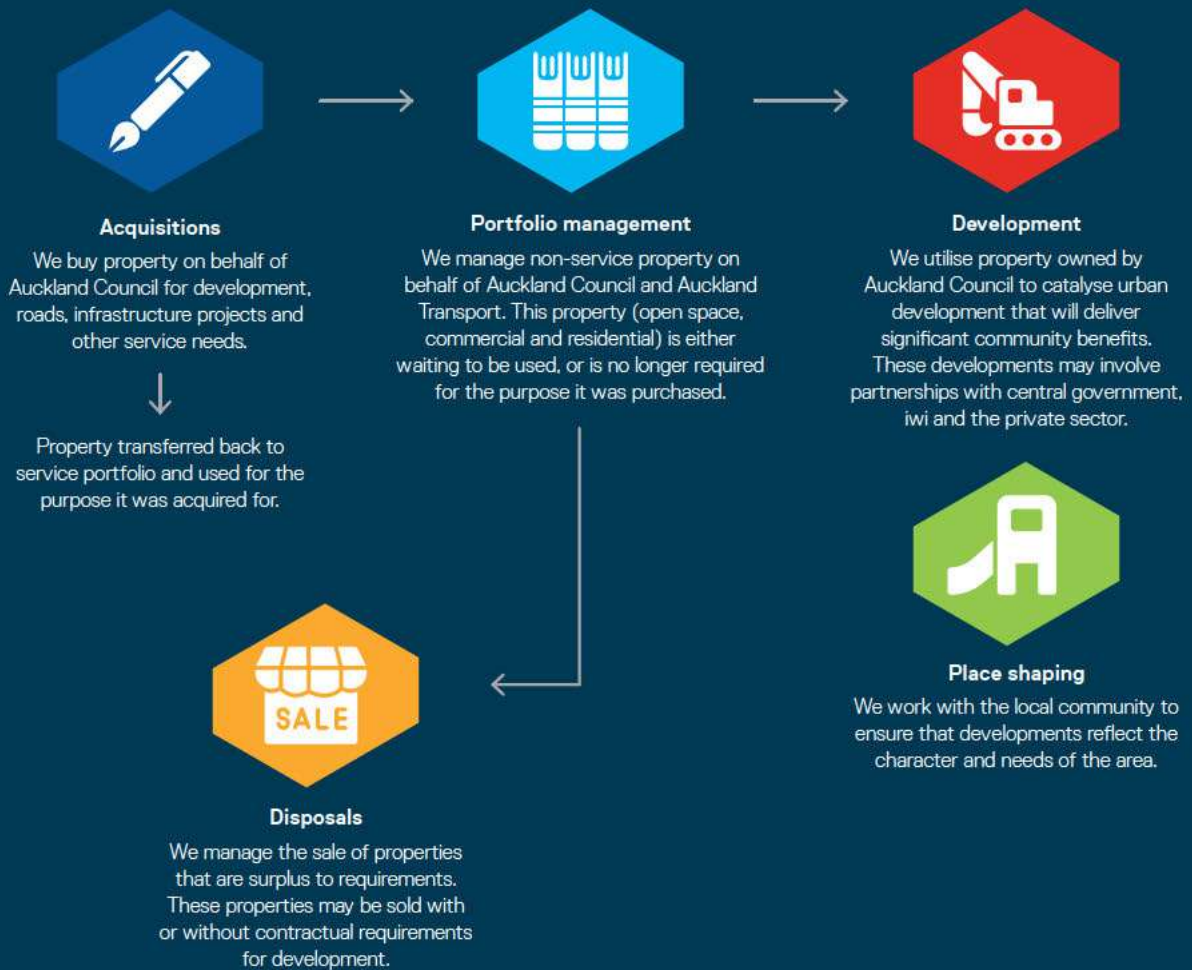 Acquisitions
We buy property on behalf of
Auckland Council for development,
roads, infrastructure projects and
other service needs.
Property transferred back to
service portfolio and used for the
purpose it was acquired for.
Portfolio management
We manage non-service property on
behalf of Auckland Council and Auckland
Transport. This property (open space,
commercial and residential) is either
waiting to be used, or is no longer required
for the purpose it was purchased.
Development
We utilise property owned by
Auckland Council to catalyse urban
development that will deliver
significant community benefits.
These developments may involve
partnerships with central government,
iwi and the private sector.
Place shaping
We work with the local community to
ensure that developments reflect the
character and needs of the area.
SALE
Disposals
We manage the sale of properties
that are surplus to requirements.
These properties may be sold with
or without contractual requirements
for development.